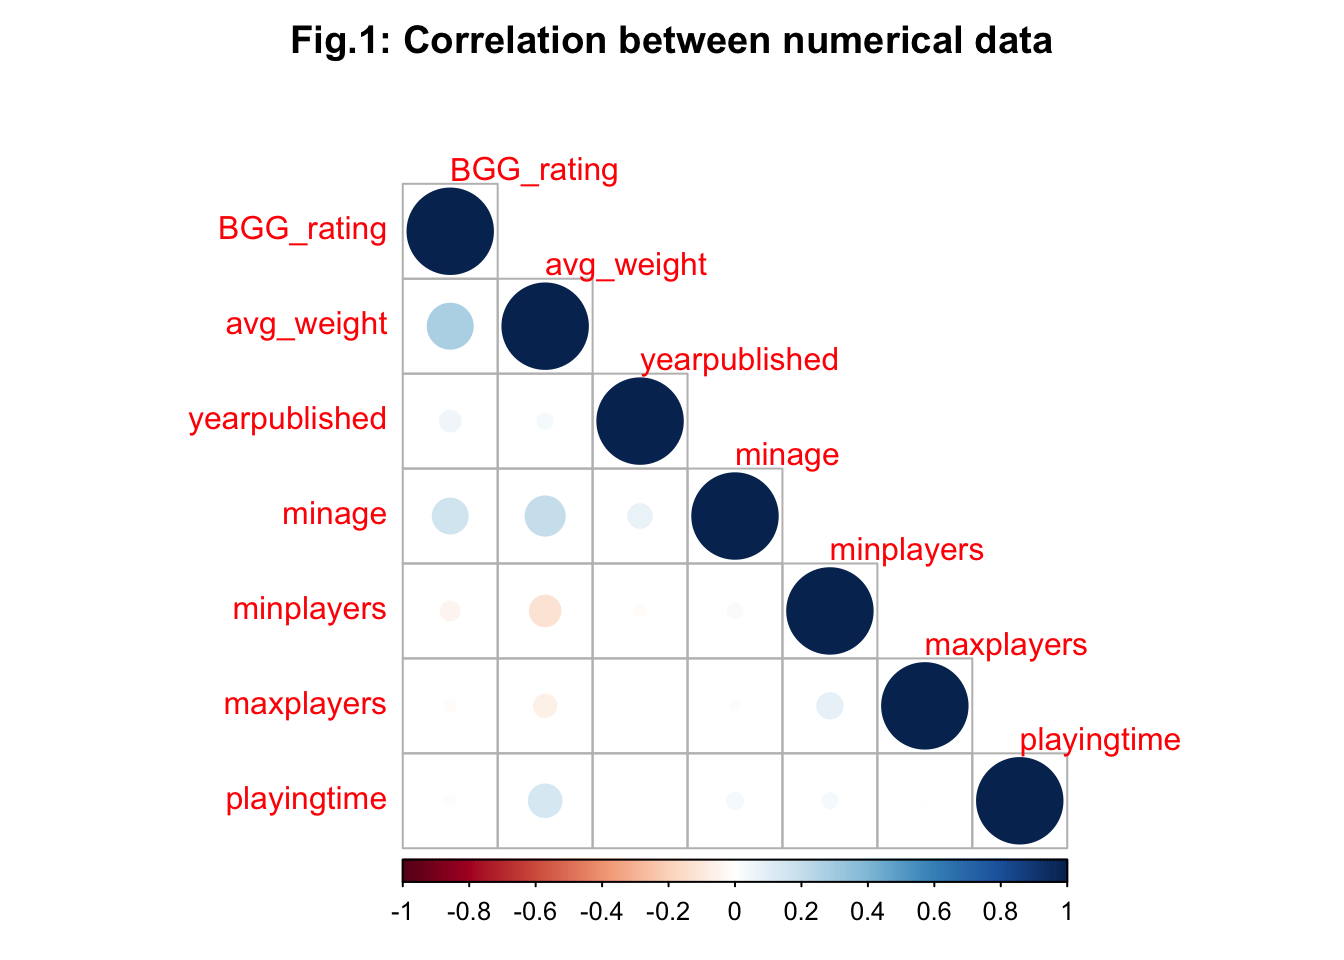 Fig.1: Correlation between numerical data
BGG_rating
BGG_rating
avg_weight
avg_weight
yearpublished
yearpublished
minage
minage
minplayers
minplayers
maxplayers
maxplayers
playingtime
playingtime
-1 -0.8 -0.6 -0.4 -0.2 0 0.2 0.4 0.6 0.8 1